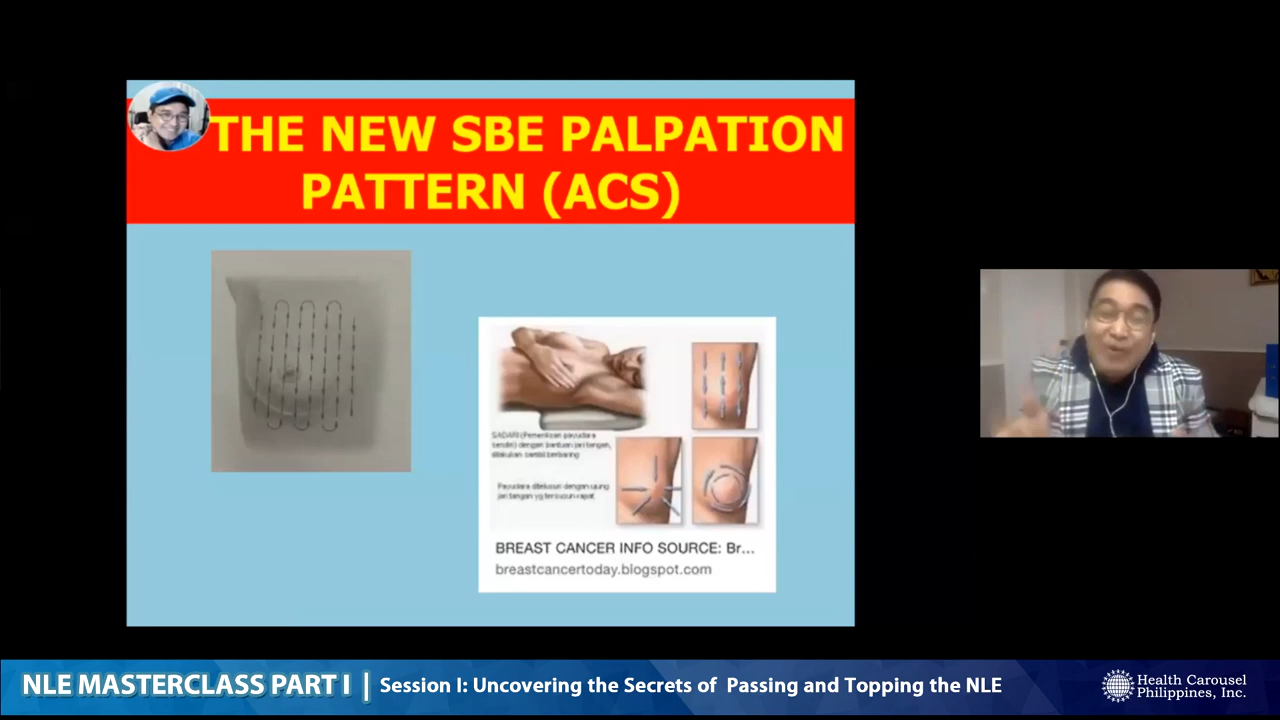 THE NEW SBE PALPATION
PATTERN (ACS)
SADARI (Pemeriksaan payudara
sendiri) dengan bantuan jari tangan,
dilakukan sambil berbaring
Payudara ditelusuri dengan ujung
jari tangan yg tersusun rapat
BREAST CANCER INFO SOURCE: Br...
breastcancertoday.blogspot.com
NLE MASTERCLASS PART I
Session I: Uncovering the Secrets of Passing and Topping the NLE
Health Carousel
Philippines, Inc.